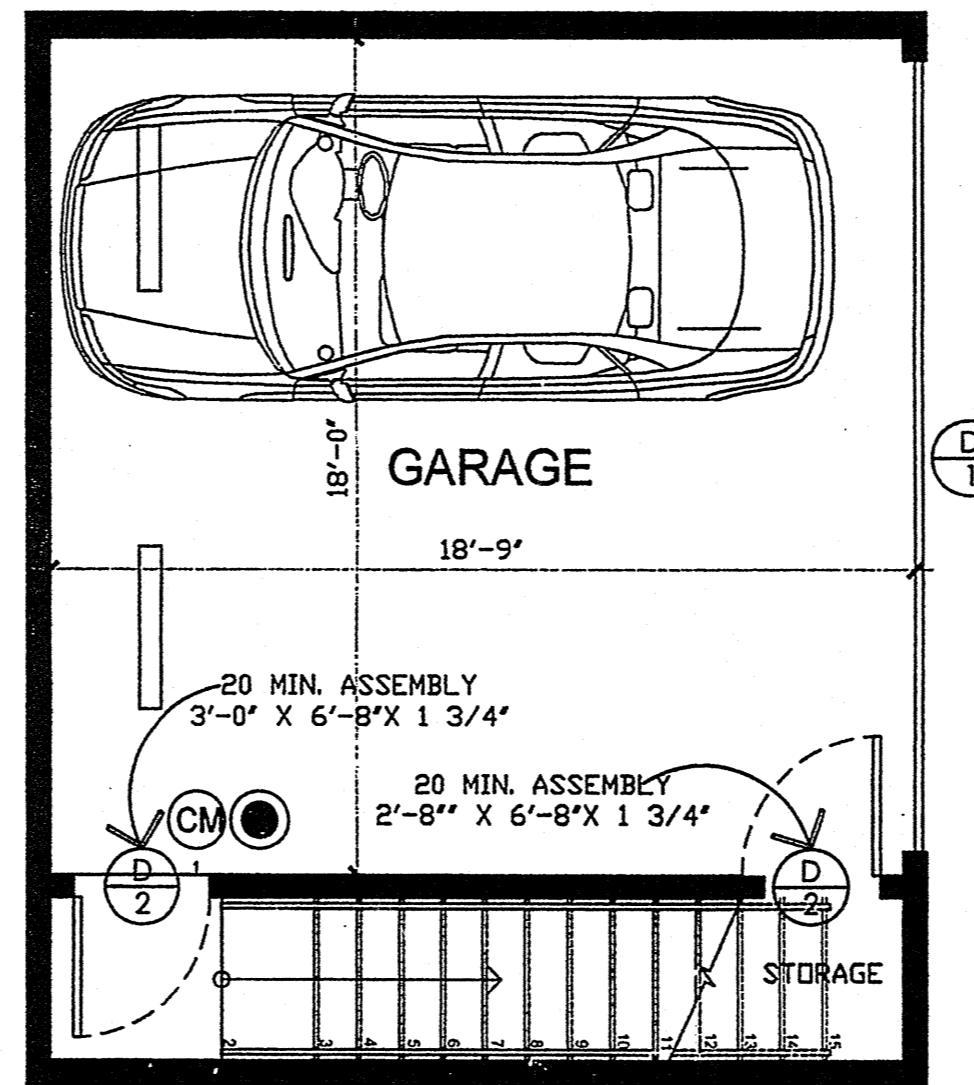 18'-0"
GARAGE
D
1
18'-9"
20 MIN. ASSEMBLY
3'-0" X 6'-8"X 1 3/4"
20 MIN. ASSEMBLY
2'-8"" X 6'-8"X 1 3/4"
CM
D
2
1
D
2
STORAGE
2 3 4 5 6 7 8 9 10 11 12 13 14 15